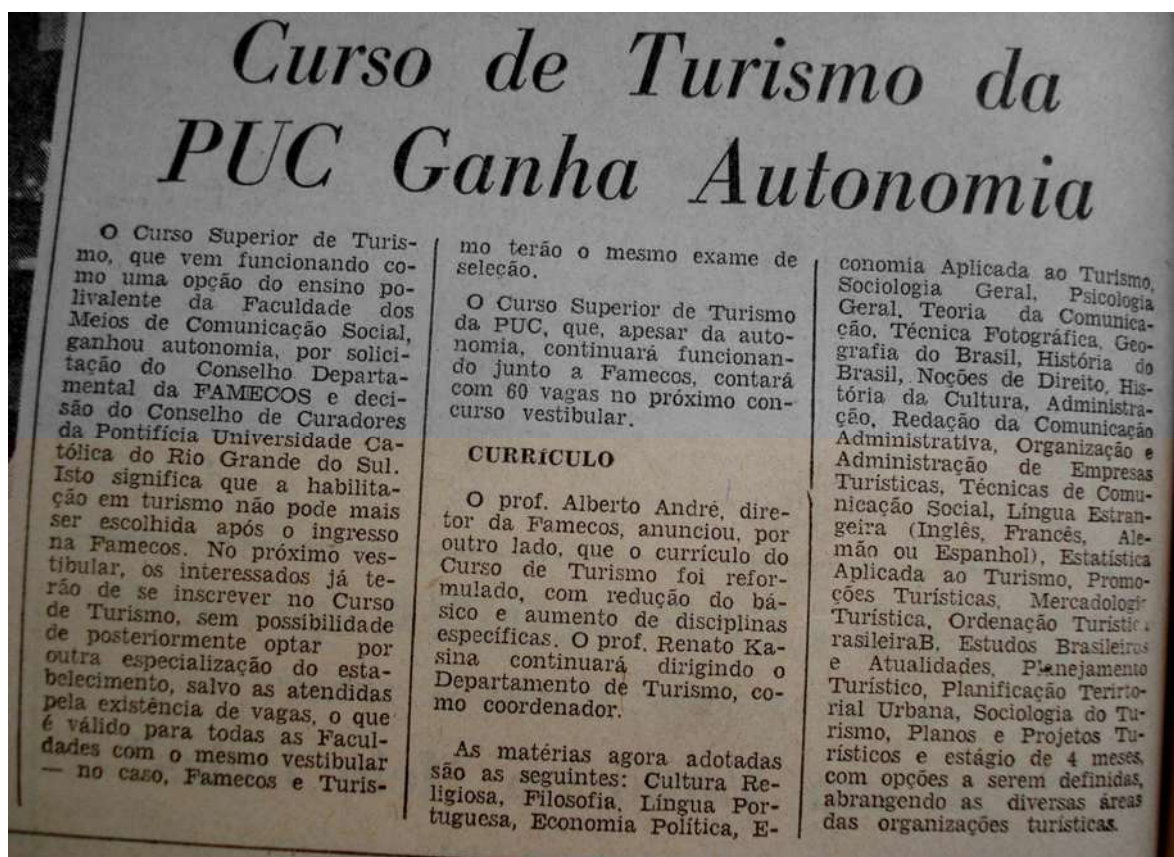 Curso de Turismo da
PUC Ganha Autonomia
O Curso Superior de Turis-
mo, que vem funcionando co-
mo uma opção do ensino po-
livalente da Faculdade dos
Meios de Comunicação Social,
ganhou autonomia, por solici-
tação do Conselho Departa-
mental da FAMECOS e deci-
são do Conselho de Curadores
da Pontifícia Universidade Ca-
tólica do Rio Grande do Sul.
Isto significa que a habilita-
ção em turismo não pode mais
ser escolhida após o ingresso
na Famecos. No próximo ves-
tibular, os interessados já te-
rão de se inscrever no Curso
de Turismo, sem possibilidade
de posteriormente optar por
outra especialização do esta-
belecimento, salvo as atendidas
pela existência de vagas, o que
é válido para todas as Facul-
dades com o mesmo vestibular
— no caso, Famecos e Turis-
mo terão o mesmo exame de
seleção.
O Curso Superior de Turismo
da PUC, que, apesar da auto-
nomia, continuará funcionan-
do junto a Famecos, contará
com 60 vagas no próximo con-
curso vestibular.
CURRÍCULO
O prof. Alberto André, dire-
tor da Famecos, anunciou, por
outro lado, que o currículo do
Curso de Turismo foi refor-
mulado, com redução do bá-
sico e aumento de disciplinas
específicas. O prof. Renato Ka-
sina continuará dirigindo o
Departamento de Turismo, co-
mo coordenador.
As matérias agora adotadas
são as seguintes: Cultura Re-
ligiosa, Filosofia, Língua Por-
tuguesa, Economia Política, E-
conomia Aplicada ao Turismo,
Sociologia Geral, Psicologia
Geral, Teoria da Comunica-
ção, Técnica Fotográfica, Geo-
grafia do Brasil, História do
Brasil, Noções de Direito, His-
tória da Cultura, Administra-
ção, Redação da Comunicação
Administrativa, Organização e
Administração de Empresas
Turísticas, Técnicas de Comu-
nicação Social, Língua Estran-
geira (Inglês, Francês, Ale-
mão ou Espanhol), Estatística
Aplicada ao Turismo, Promo-
ções Turísticas, Mercadologia
Turística, Ordenação Turística
rasileiraB, Estudos Brasileiros
e Atualidades, Planejamento
Turístico, Planificação Terirto-
rial Urbana, Sociologia do Tu-
rismo, Planos e Projetos Tu-
rísticos e estágio de 4 meses,
com opções a serem definidas,
abrangendo as diversas áreas
das organizações turísticas.